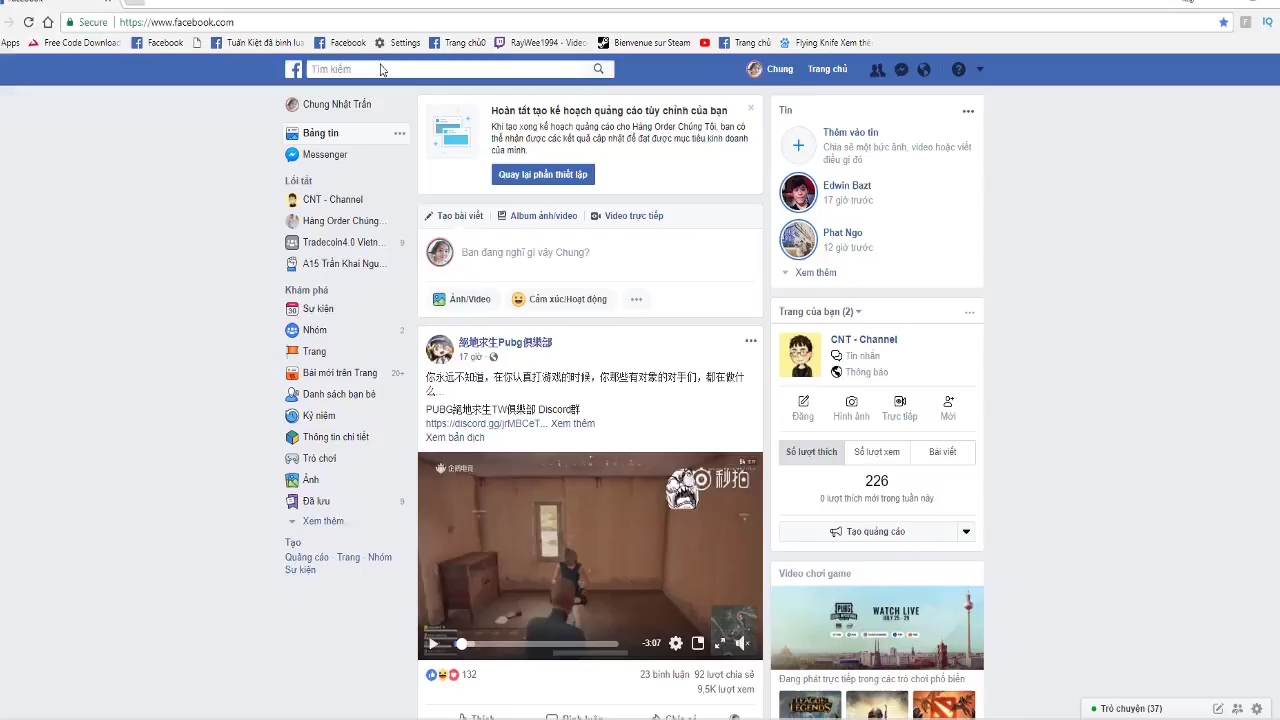 Secure | https://www.facebook.com
Apps Free Code Download Facebook Tuấn Kiệt đã bình luậ Facebook Settings Trang chủ0 RayWee1994 - Video Bienvenue sur Steam Trang chủ Flying Knife Xem thê
Tìm kiếm Chung Trang chủ
Chung Nhật Trần
Bảng tin
Messenger
Lối tắt
CNT - Channel
Hàng Order Chúng...
Tradecoin4.0 Vietn... 9
A15 Trần Khai Ngu...
Khám phá
30 Sự kiện
Nhóm 2
Trang
Bài mới trên Trang 20+
Danh sách bạn bè
Kỷ niệm
Thông tin chi tiết
Trò chơi
Ảnh
Đã lưu 9
Xem thêm...
Tạo
Quảng cáo · Trang · Nhóm
Sự kiện
Hoàn tất tạo kế hoạch quảng cáo tùy chỉnh của bạn
Khi tạo xong kế hoạch quảng cáo cho Hàng Order Chúng Tôi, bạn có
thể nhận được các kết quả cập nhật để đạt được mục tiêu kinh doanh
của mình.
Quay lại phần thiết lập
Tạo bài viết Album ảnh/video Video trực tiếp
Bạn đang nghĩ gì vậy Chung?
Ảnh/Video Cảm xúc/Hoạt động
絕地求生Pubg俱樂部
17 giờ ·
你永远不知道，在你认真打游戏的时候，你那些有对象的对手们，都在做什
么...
PUBG絕地求生TW俱樂部 Discord群
https://discord.gg/jrMBCeT... Xem thêm
Xem bản dịch
企鹅电竞
秒拍
-3:07
132 23 bình luận 92 lượt chia sẻ
9,5K lượt xem
Thích Bình luận Chia sẻ
Tin
Thêm vào tin
Chia sẻ một bức ảnh, video hoặc viết
điều gì đó
Edwin Bazt
17 giờ trước
Phat Ngo
12 giờ trước
Xem thêm
Trang của bạn (2)
CNT - Channel
Tin nhắn
Thông báo
Đăng Hình ảnh Trực tiếp Mời
Số lượt thích Số lượt xem Bài viết
226
0 lượt thích mới trong tuần này
Tạo quảng cáo
Video chơi game
WATCH LIVE
JULY 25 - 29
Đang phát trực tiếp trong các trò chơi phổ biến
LEAGUE
LEGENDS
Trò chuyện (37)